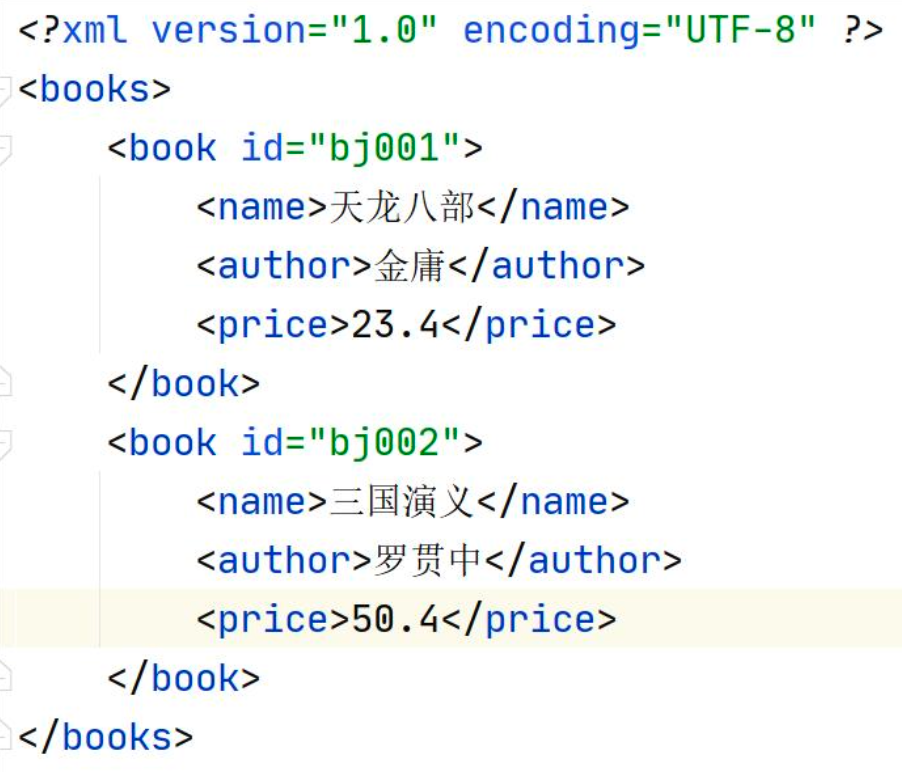 <?xml version="1.0" encoding="UTF-8" ?>
<books>
    <book id="bj001">
        <name>天龙八部</name>
        <author>金庸</author>
        <price>23.4</price>
    </book>
    <book id="bj002">
        <name>三国演义</name>
        <author>罗贯中</author>
        <price>50.4</price>
    </book>
</books>